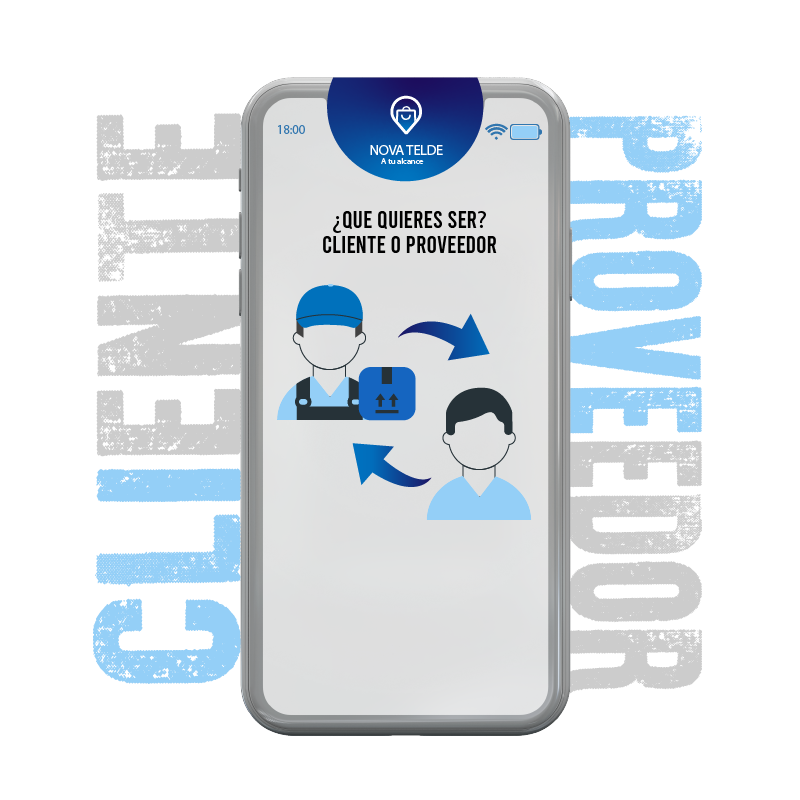 CLIENTE
18:00
NOVA TELDE
A tu alcance
¿QUE QUIERES SER?
CLIENTE O PROVEEDOR
PROVEEDOR